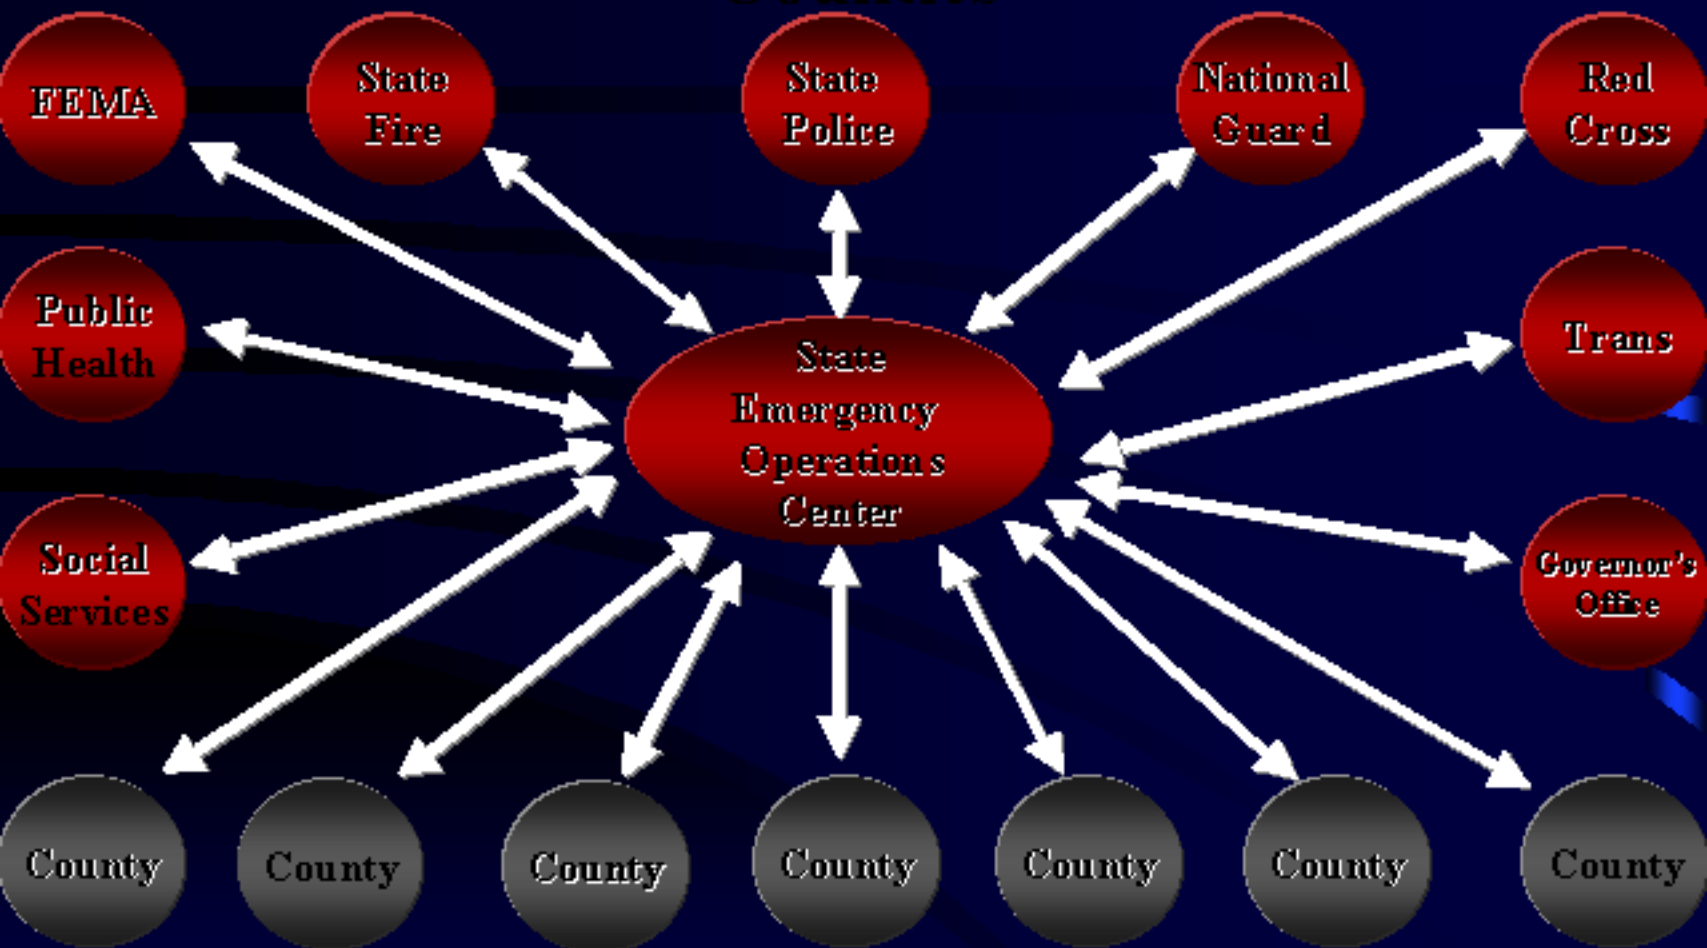 FEMA
State
Fire
State
Police
National
Guard
Red
Cross
Public
Health
State
Emergency
Operations
Center
Trans
Social
Services
Governor's
Office
County
County
County
County
County
County
County